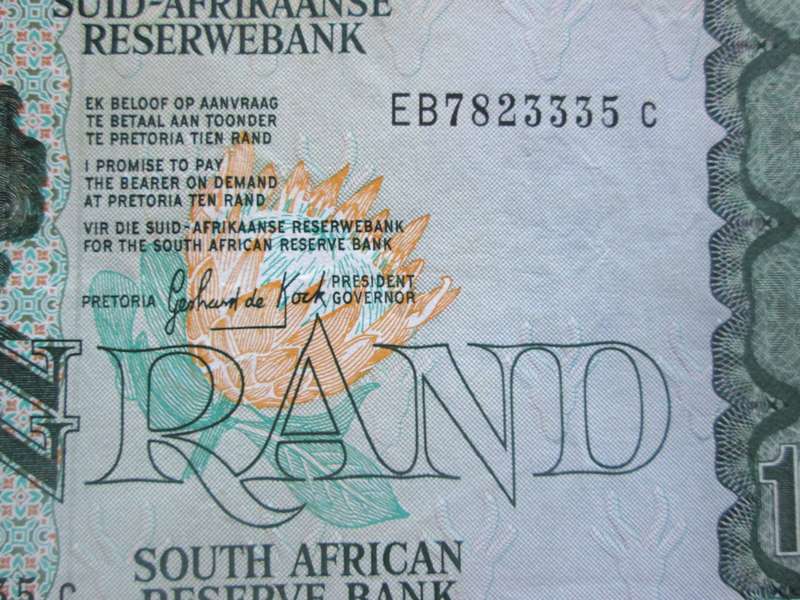 SUID-AFRIKAANSE
RESERWEBANK
EK BELOOF OP AANVRAAG
TE BETAAL AAN TOONDER
TE PRETORIA TIEN RAND
EB7823335 C
I PROMISE TO PAY
THE BEARER ON DEMAND
AT PRETORIA TEN RAND
VIR DIE SUID-AFRIKAANSE RESERWEBANK
FOR THE SOUTH AFRICAN RESERVE BANK
PRETORIA Gerhard de Kock PRESIDENT
GOVERNOR
RAND
SOUTH AFRICAN
RESERVE BANK
35 C
1